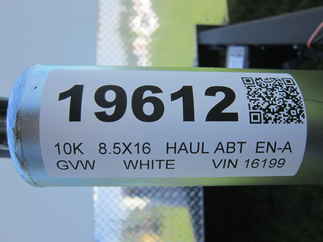 19612
10K 8.5X16 HAUL ABT EN-A
GVW WHITE VIN 16199